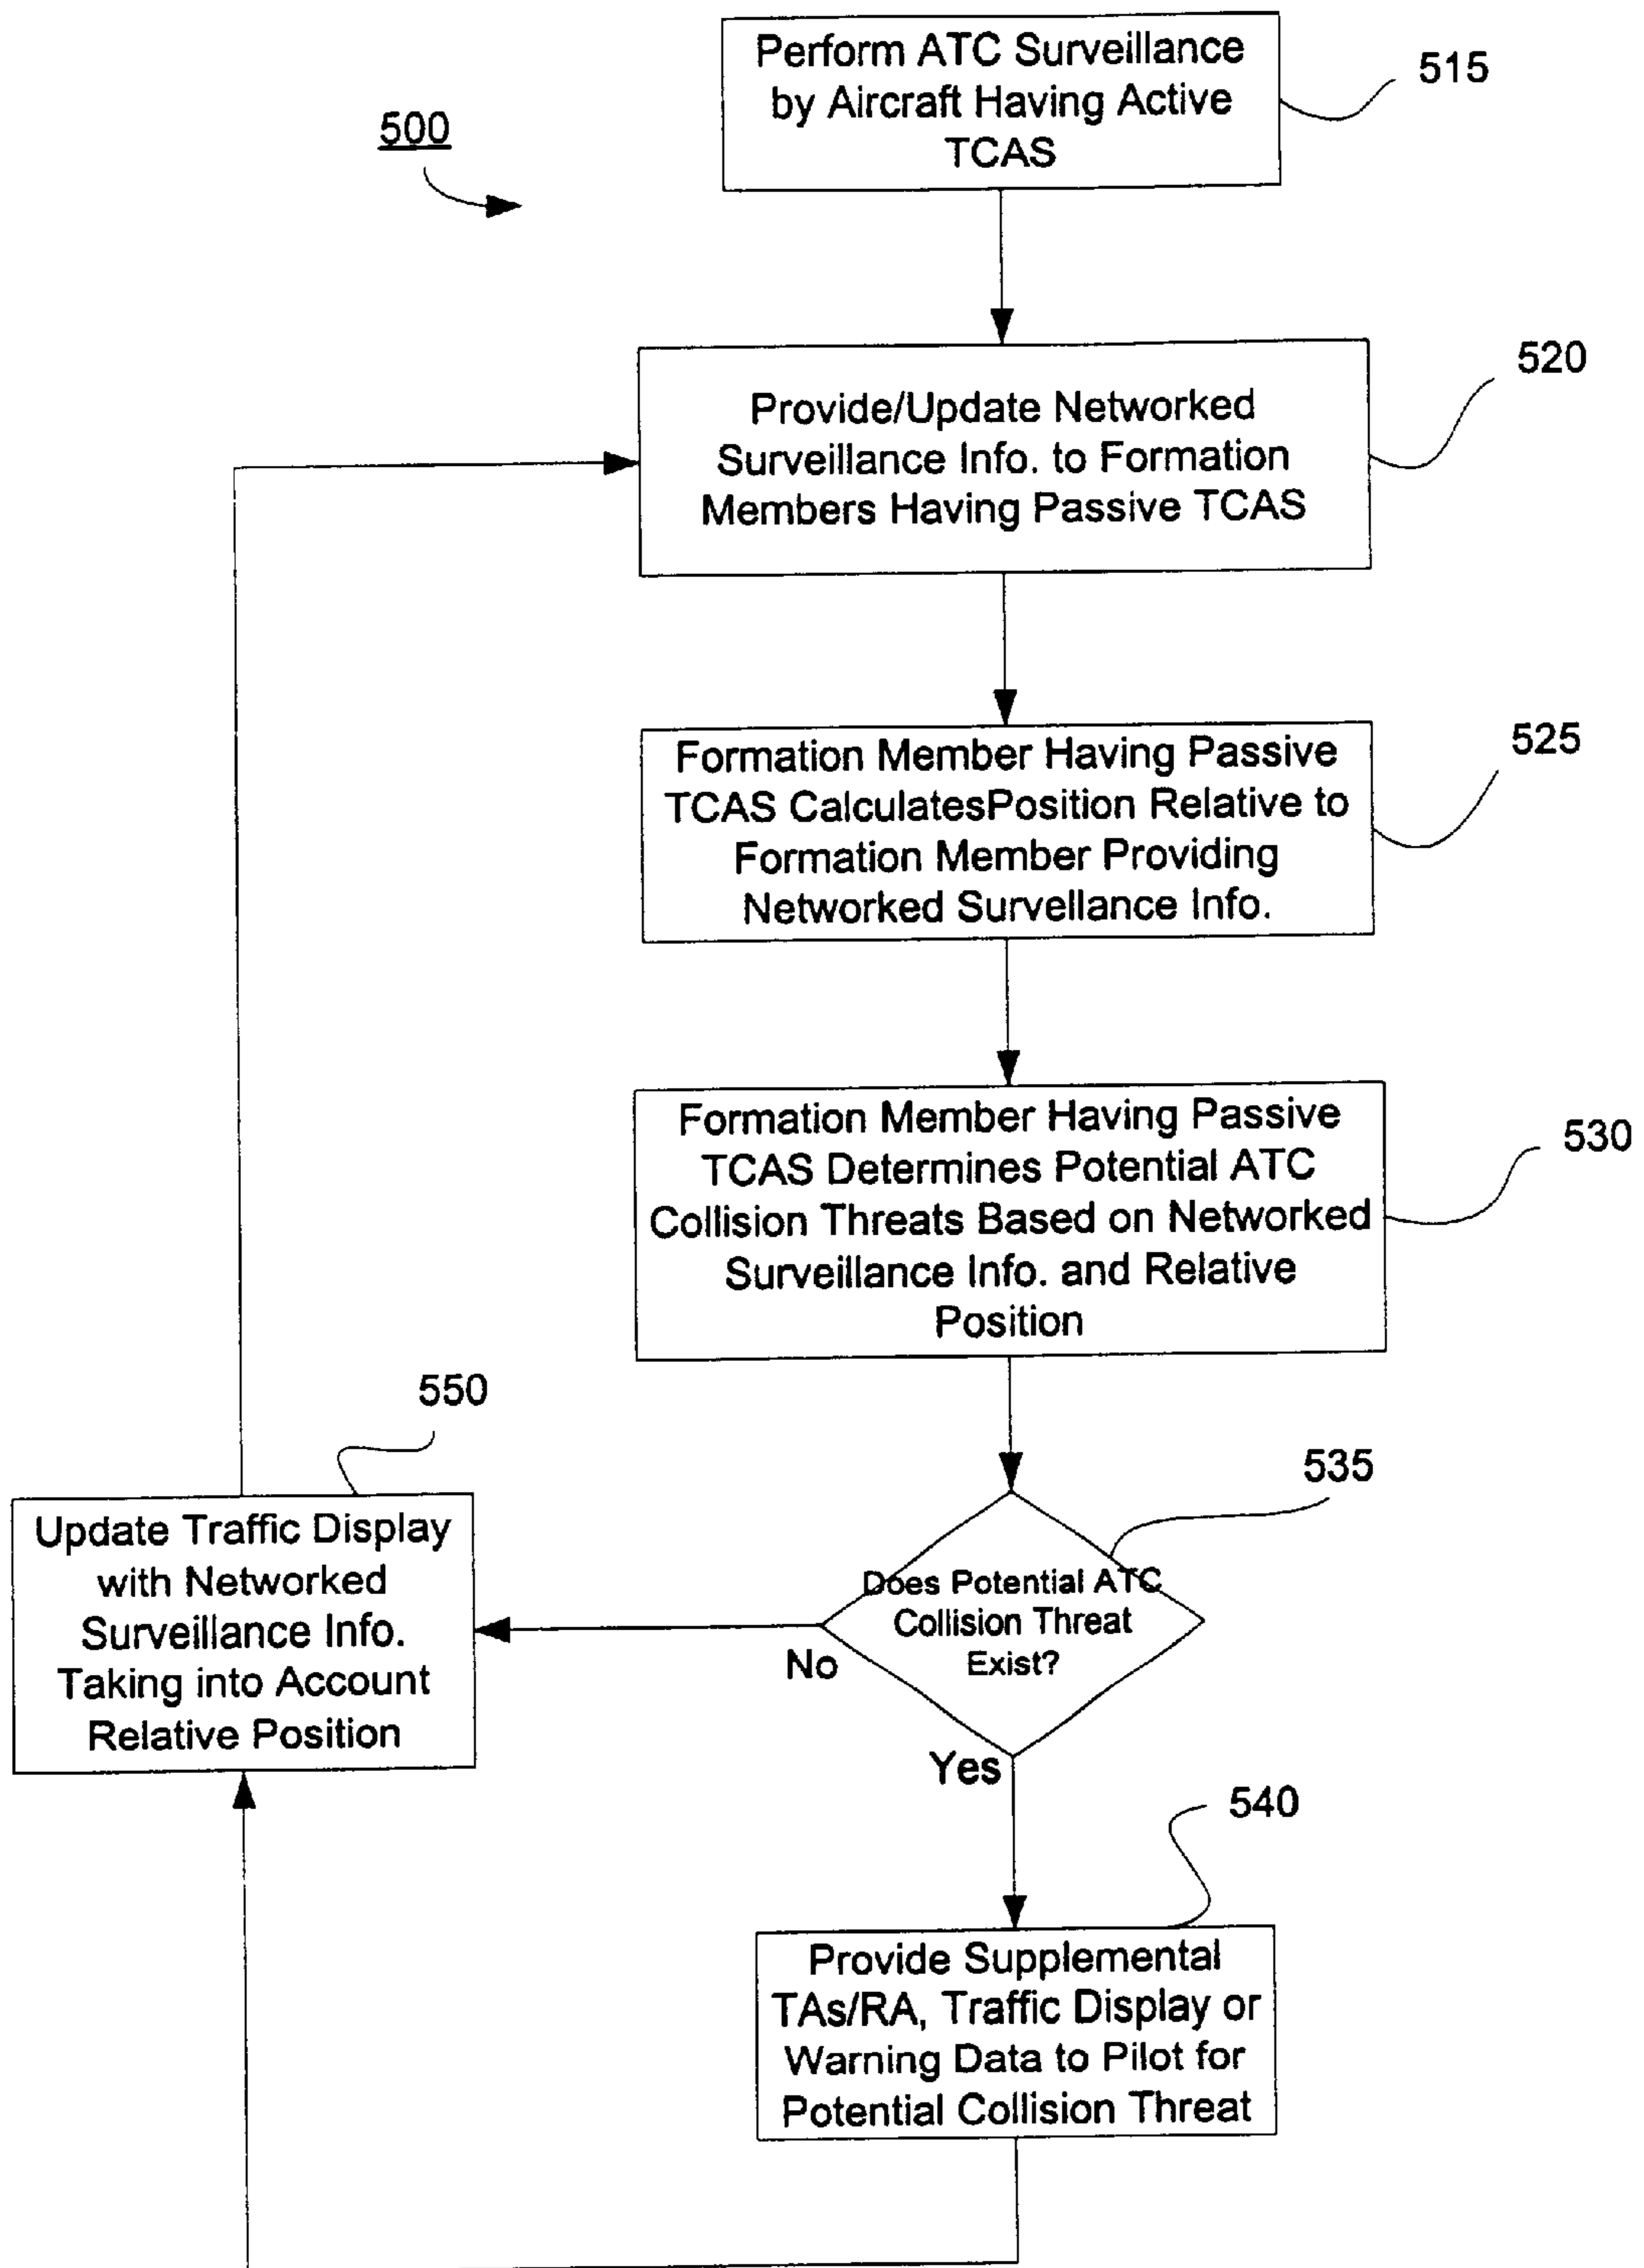 Perform ATC Surveillance
by Aircraft Having Active
TCAS
515
500
Provide/Update Networked
Surveillance Info. to Formation
Members Having Passive TCAS
520
Formation Member Having Passive
TCAS CalculatesPosition Relative to
Formation Member Providing
Networked Survellance Info.
525
Formation Member Having Passive
TCAS Determines Potential ATC
Collision Threats Based on Networked
Surveillance Info. and Relative
Position
530
550
Update Traffic Display
with Networked
Surveillance Info.
Taking into Account
Relative Position
535
Does Potential ATC
Collision Threat
Exist?
No
Yes
540
Provide Supplemental
TAs/RA, Traffic Display or
Warning Data to Pilot for
Potential Collision Threat